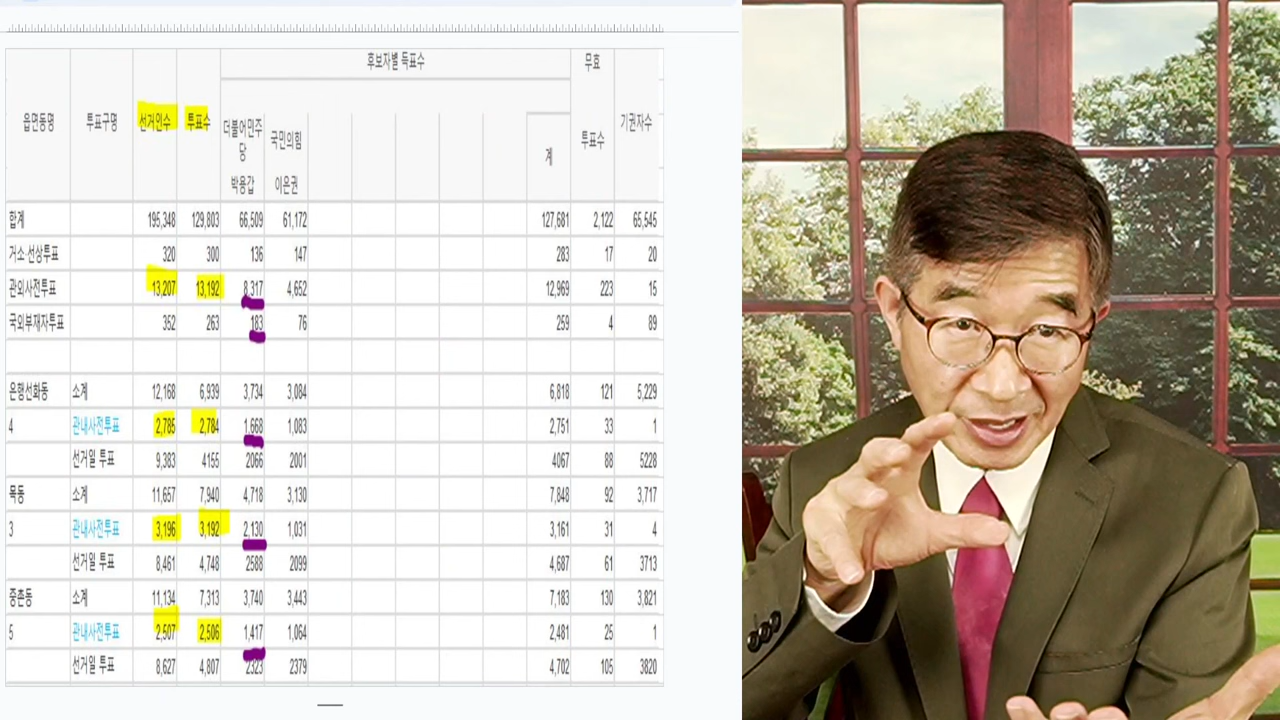 후보자별 득표수
무효
읍면동명 투표구명 선거인수 투표수 더불어민주 국민의힘 계 투표수 기권자수
당
박용갑 이은권
합계 195,348 129,803 66,509 61,172 127,681 2,122 65,545
거소·선상투표 320 300 136 147 283 17 20
관외사전투표 13,207 13,192 8,317 4,652 12,969 223 15
국외부재자투표 352 263 183 76 259 4 89
은행선화동 소계 12,168 6,939 3,734 3,084 6,818 121 5,229
4 관내사전투표 2,785 2,784 1,668 1,083 2,751 33 1
선거일 투표 9,383 4155 2066 2001 4067 88 5228
목동 소계 11,657 7,940 4,718 3,130 7,848 92 3,717
3 관내사전투표 3,196 3,192 2,130 1,031 3,161 31 4
선거일 투표 8,461 4,748 2588 2099 4,687 61 3713
중촌동 소계 11,134 7,313 3,740 3,443 7,183 130 3,821
5 관내사전투표 2,507 2,506 1,417 1,064 2,481 25 1
선거일 투표 8,627 4,807 2323 2379 4,702 105 3820